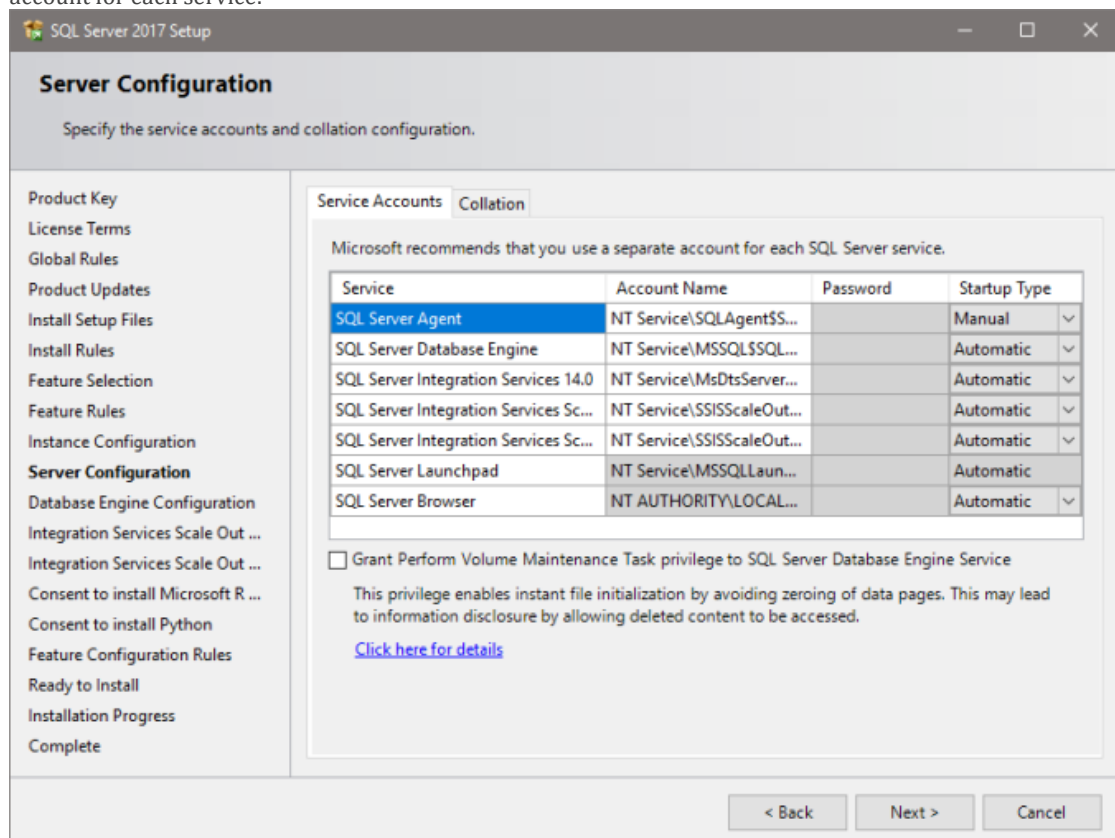 account for each service.
SQL Server 2017 Setup
Server Configuration
Specify the service accounts and collation configuration.
Product Key
License Terms
Global Rules
Product Updates
Install Setup Files
Install Rules
Feature Selection
Feature Rules
Instance Configuration
Server Configuration
Database Engine Configuration
Integration Services Scale Out ...
Integration Services Scale Out ...
Consent to install Microsoft R ...
Consent to install Python
Feature Configuration Rules
Ready to Install
Installation Progress
Complete
Service Accounts Collation
Microsoft recommends that you use a separate account for each SQL Server service.
Service Account Name Password Startup Type
SQL Server Agent NT Service\SQLAgent$S... Manual
SQL Server Database Engine NT Service\MSSQL$SQL... Automatic
SQL Server Integration Services 14.0 NT Service\MsDtsServer... Automatic
SQL Server Integration Services Sc... NT Service\SSISScaleOut... Automatic
SQL Server Integration Services Sc... NT Service\SSISScaleOut... Automatic
SQL Server Launchpad NT Service\MSSQLLaun... Automatic
SQL Server Browser NT AUTHORITY\LOCAL... Automatic
Grant Perform Volume Maintenance Task privilege to SQL Server Database Engine Service
This privilege enables instant file initialization by avoiding zeroing of data pages. This may lead
to information disclosure by allowing deleted content to be accessed.
Click here for details
< Back Next > Cancel